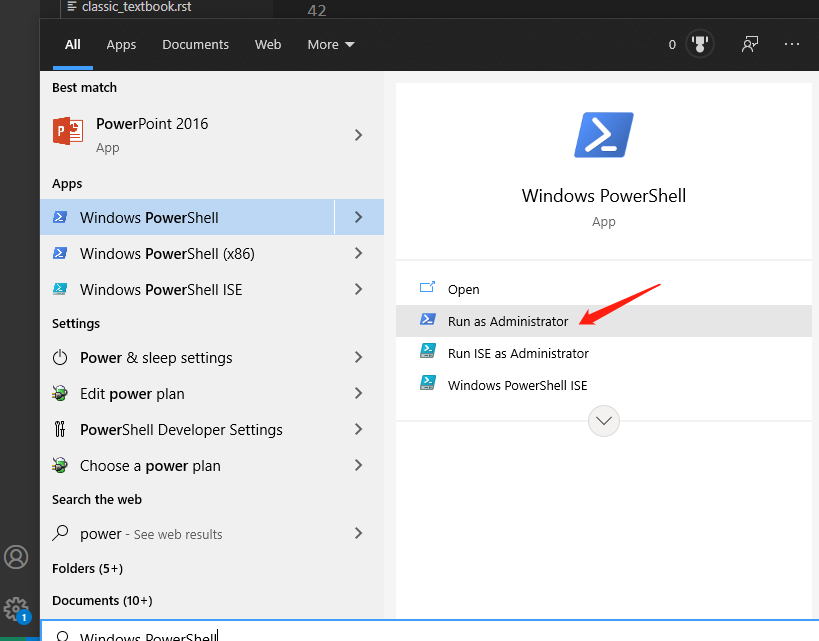 classic_textbook.rst
42
All Apps Documents Web More 0
Best match
PowerPoint 2016
App
Apps
Windows PowerShell
Windows PowerShell (x86)
Windows PowerShell ISE
Settings
Power & sleep settings
Edit power plan
PowerShell Developer Settings
Choose a power plan
Search the web
power - See web results
Folders (5+)
Documents (10+)
Windows PowerShell
Windows PowerShell
App
Open
Run as Administrator
Run ISE as Administrator
Windows PowerShell ISE
1